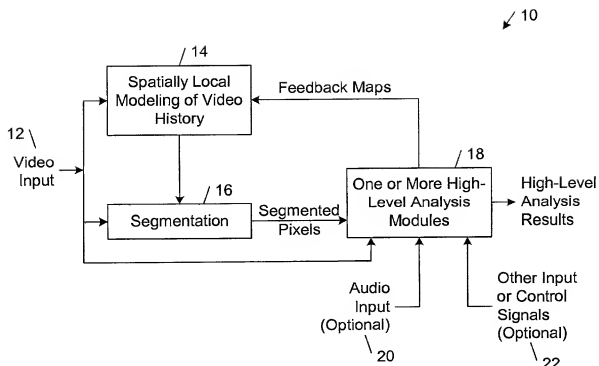 10
14
Spatially Local
Modeling of Video
History
Feedback Maps
12
Video
Input
18
One or More High-
Level Analysis
Modules
High-Level
Analysis
Results
16
Segmentation
Segmented
Pixels
Audio
Input
(Optional)
20
Other Input
or Control
Signals
(Optional)
22